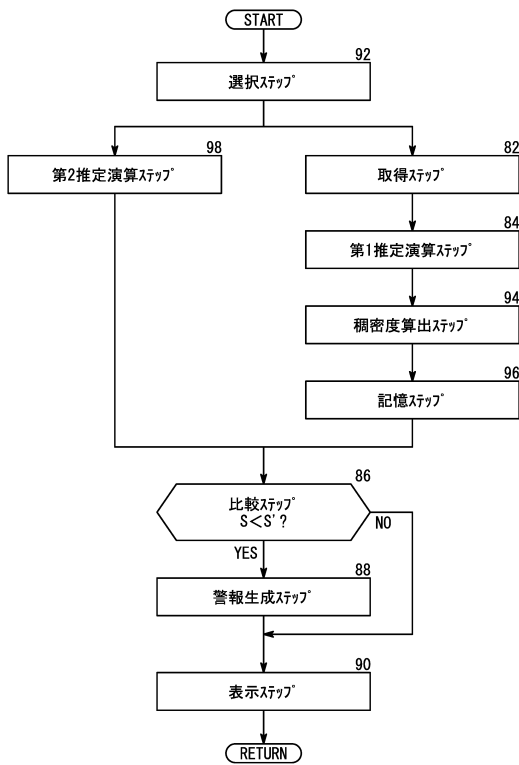 START
92
選択ステップ
98
第2推定演算ステップ
82
取得ステップ
84
第1推定演算ステップ
94
稠密度算出ステップ
96
記憶ステップ
86
比較ステップ
S<S'?
NO
YES
88
警報生成ステップ
90
表示ステップ
RETURN